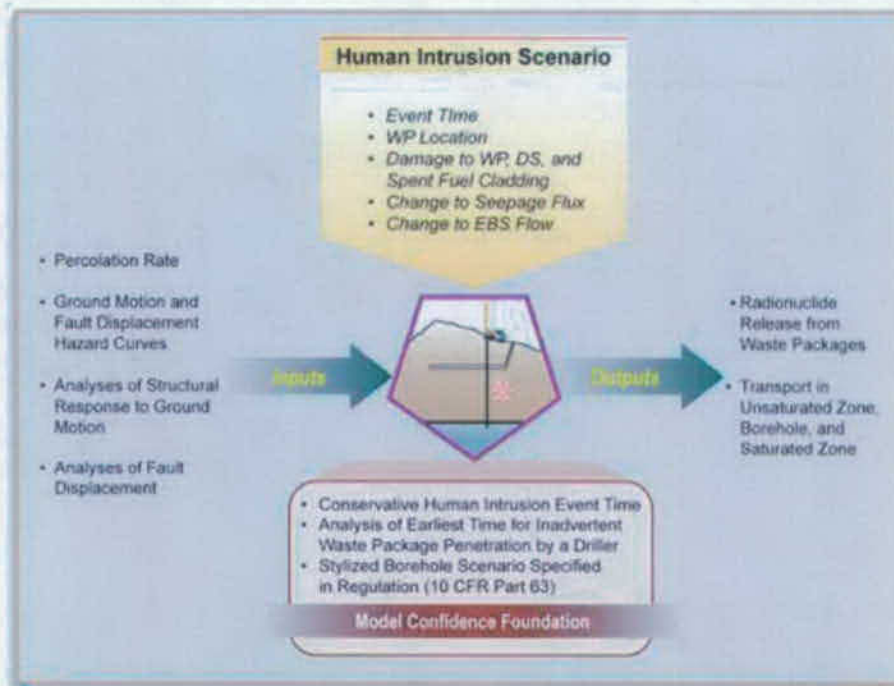 Human Intrusion Scenario
• Event Time
• WP Location
• Damage to WP, DS, and
Spent Fuel Cladding
• Change to Seepage Flux
• Change to EBS Flow
• Percolation Rate
• Ground Motion and
Fault Displacement
Hazard Curves
• Analyses of Structural
Response to Ground
Motion
• Analyses of Fault
Displacement
Inputs
Outputs
• Radionuclide
Release from
Waste Packages
• Transport in
Unsaturated Zone,
Borehole, and
Saturated Zone
• Conservative Human Intrusion Event Time
• Analysis of Earliest Time for Inadvertent
Waste Package Penetration by a Driller
• Stylized Borehole Scenario Specified
in Regulation (10 CFR Part 63)
Model Confidence Foundation